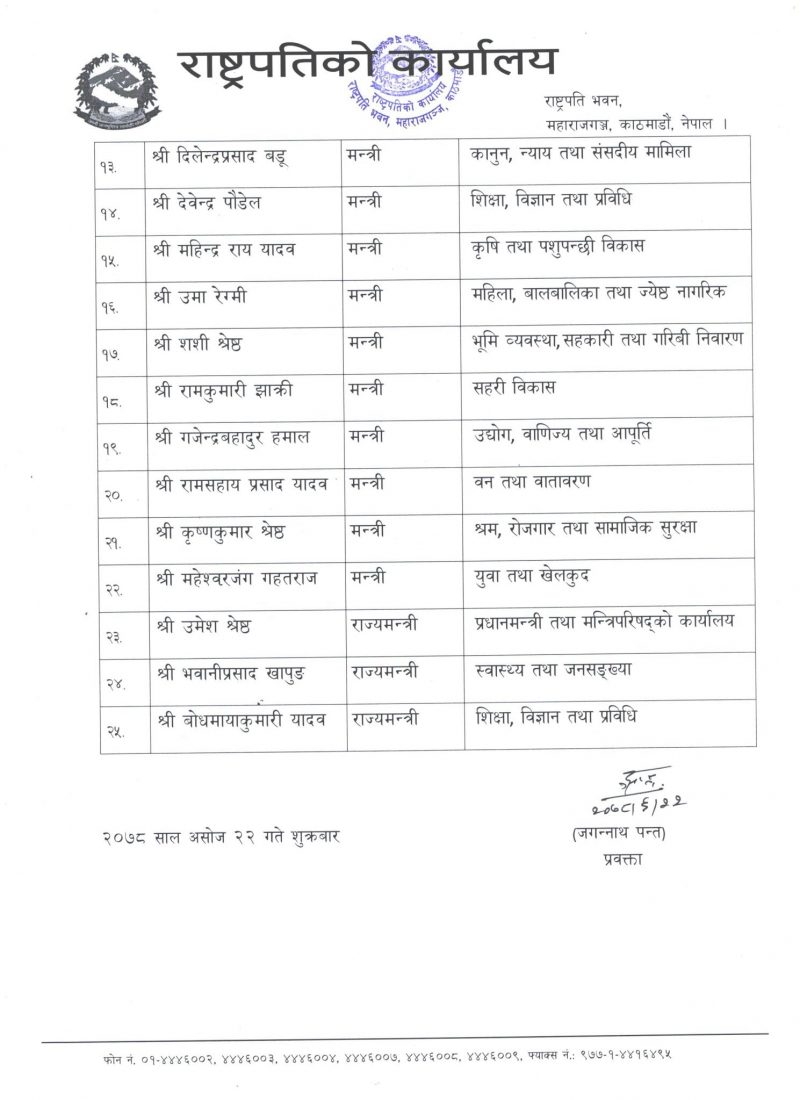 राष्ट्रपतिको कार्यालय
राष्ट्रपतिको कार्यालय
राष्ट्रपति भवन, महाराजगञ्ज, काठमाडौं
राष्ट्रपति भवन,
महाराजगञ्ज, काठमाडौं, नेपाल ।
१३. श्री दिलेन्द्रप्रसाद बडू मन्त्री कानुन, न्याय तथा संसदीय मामिला
१४. श्री देवेन्द्र पौडेल मन्त्री शिक्षा, विज्ञान तथा प्रविधि
१५. श्री महिन्द्र राय यादव मन्त्री कृषि तथा पशुपन्छी विकास
१६. श्री उमा रेग्मी मन्त्री महिला, बालबालिका तथा ज्येष्ठ नागरिक
१७. श्री शशी श्रेष्ठ मन्त्री भूमि व्यवस्था, सहकारी तथा गरिबी निवारण
१८. श्री रामकुमारी झाक्री मन्त्री सहरी विकास
१९. श्री गजेन्द्रबहादुर हमाल मन्त्री उद्योग, वाणिज्य तथा आपूर्ति
२०. श्री रामसहाय प्रसाद यादव मन्त्री वन तथा वातावरण
२१. श्री कृष्णकुमार श्रेष्ठ मन्त्री श्रम, रोजगार तथा सामाजिक सुरक्षा
२२. श्री महेश्वरजंग गहतराज मन्त्री युवा तथा खेलकुद
२३. श्री उमेश श्रेष्ठ राज्यमन्त्री प्रधानमन्त्री तथा मन्त्रिपरिषद्को कार्यालय
२४. श्री भवानीप्रसाद खापुङ राज्यमन्त्री स्वास्थ्य तथा जनसङ्ख्या
२५. श्री बोधमायाकुमारी यादव राज्यमन्त्री शिक्षा, विज्ञान तथा प्रविधि
२०७८/६/२२
२०७८ साल असोज २२ गते शुक्रबार
(जगन्नाथ पन्त)
प्रवक्ता
फोन नं. ०१-४४४६००२, ४४४६००३, ४४४६००४, ४४४६००७, ४४४६००८, ४४४६००९, फ्याक्स नं.: ९७७-१-४४१६४९५